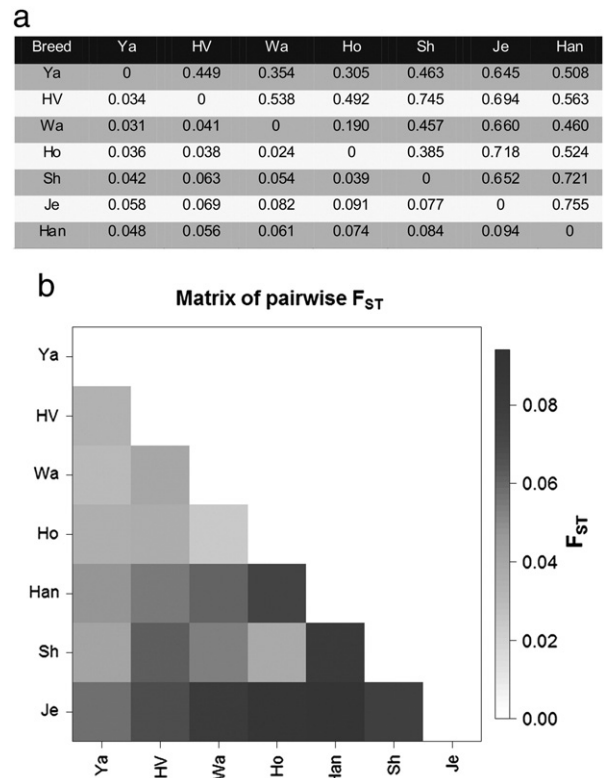 a
Breed Ya HV Wa Ho Sh Je Han
Ya 0 0.449 0.354 0.305 0.463 0.645 0.508
HV 0.034 0 0.538 0.492 0.745 0.694 0.563
Wa 0.031 0.041 0 0.190 0.457 0.660 0.460
Ho 0.036 0.038 0.024 0 0.385 0.718 0.524
Sh 0.042 0.063 0.054 0.039 0 0.652 0.721
Je 0.058 0.069 0.082 0.091 0.077 0 0.755
Han 0.048 0.056 0.061 0.074 0.084 0.094 0
b
Matrix of pairwise FST
Ya
HV
Wa
Ho
Han
Sh
Je
Ya HV Wa Ho Han Sh Je
0.08
0.06
0.04
0.02
0.00
FST